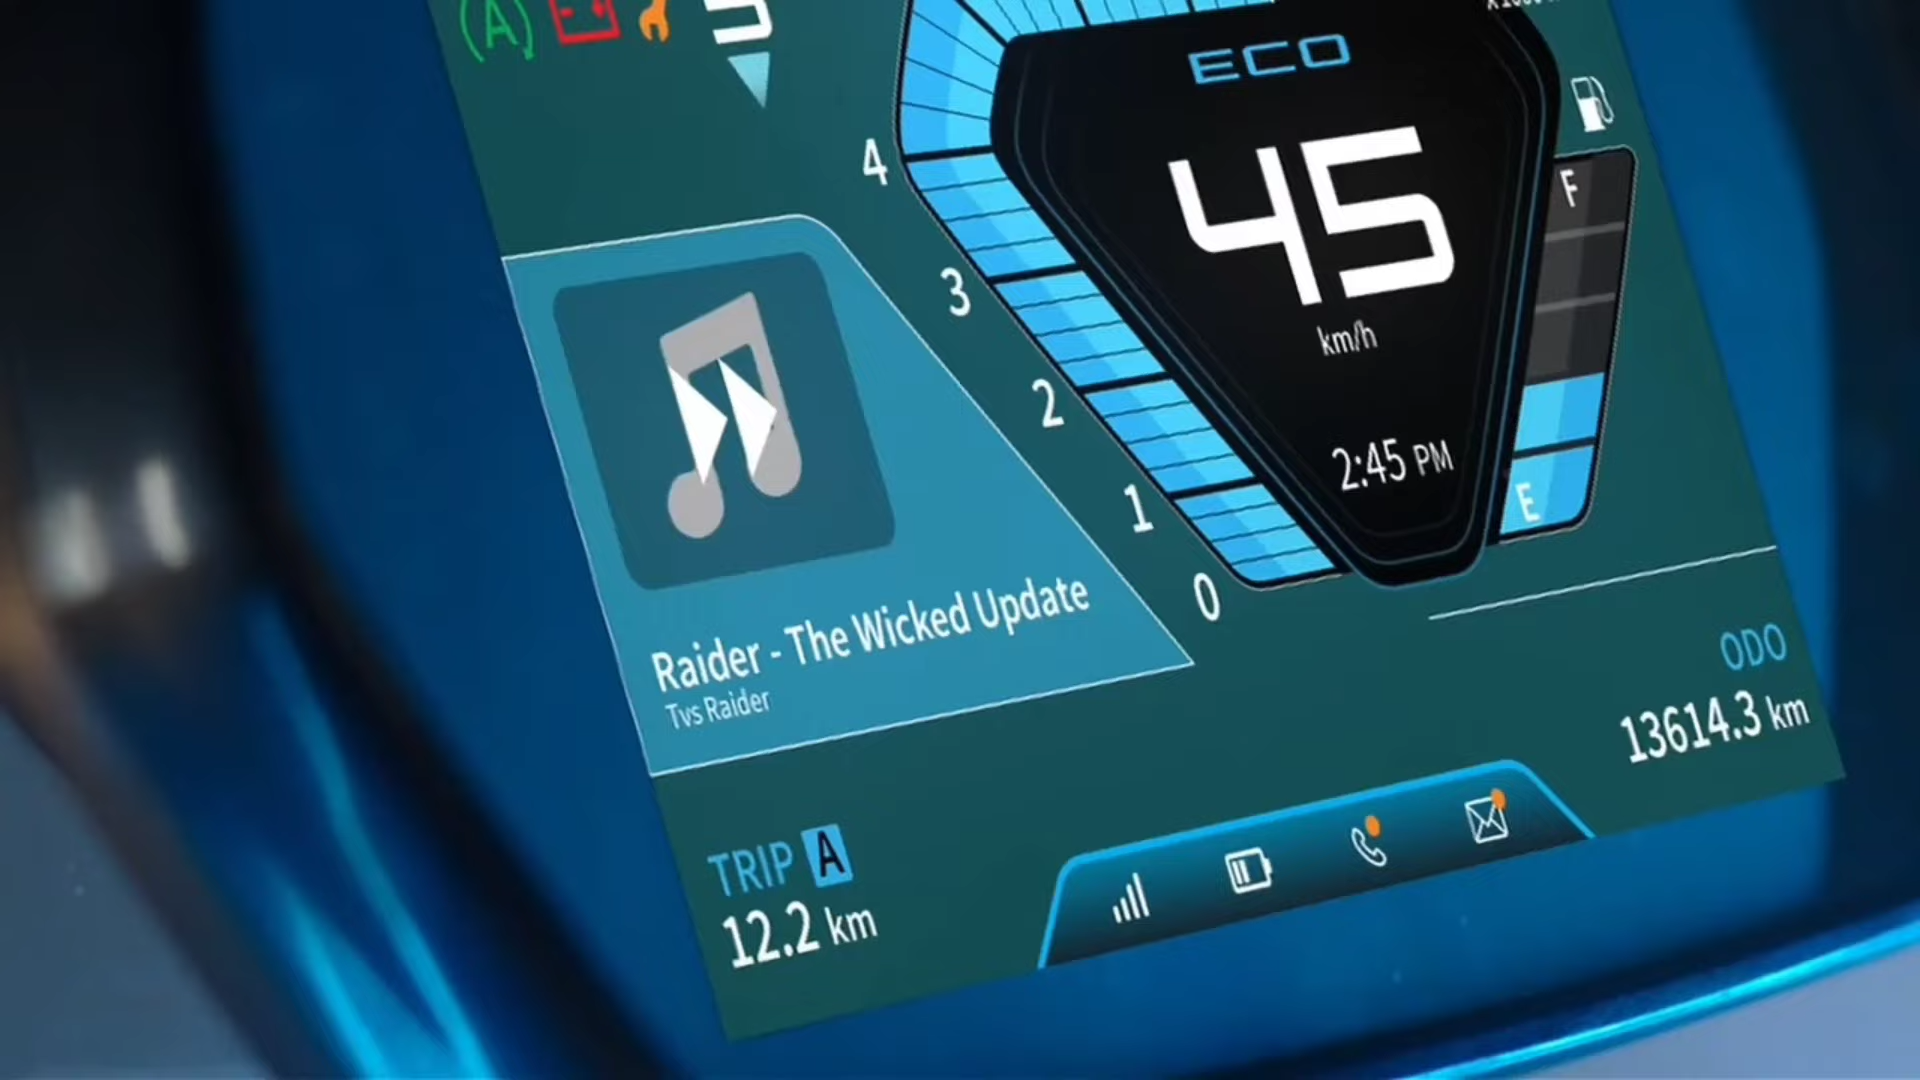 A
5
ECO
45
km/h
2:45 PM
F
E
4
3
2
1
0
Raider - The Wicked Update
Tvs Raider
ODO
13614.3 km
TRIP A
12.2 km